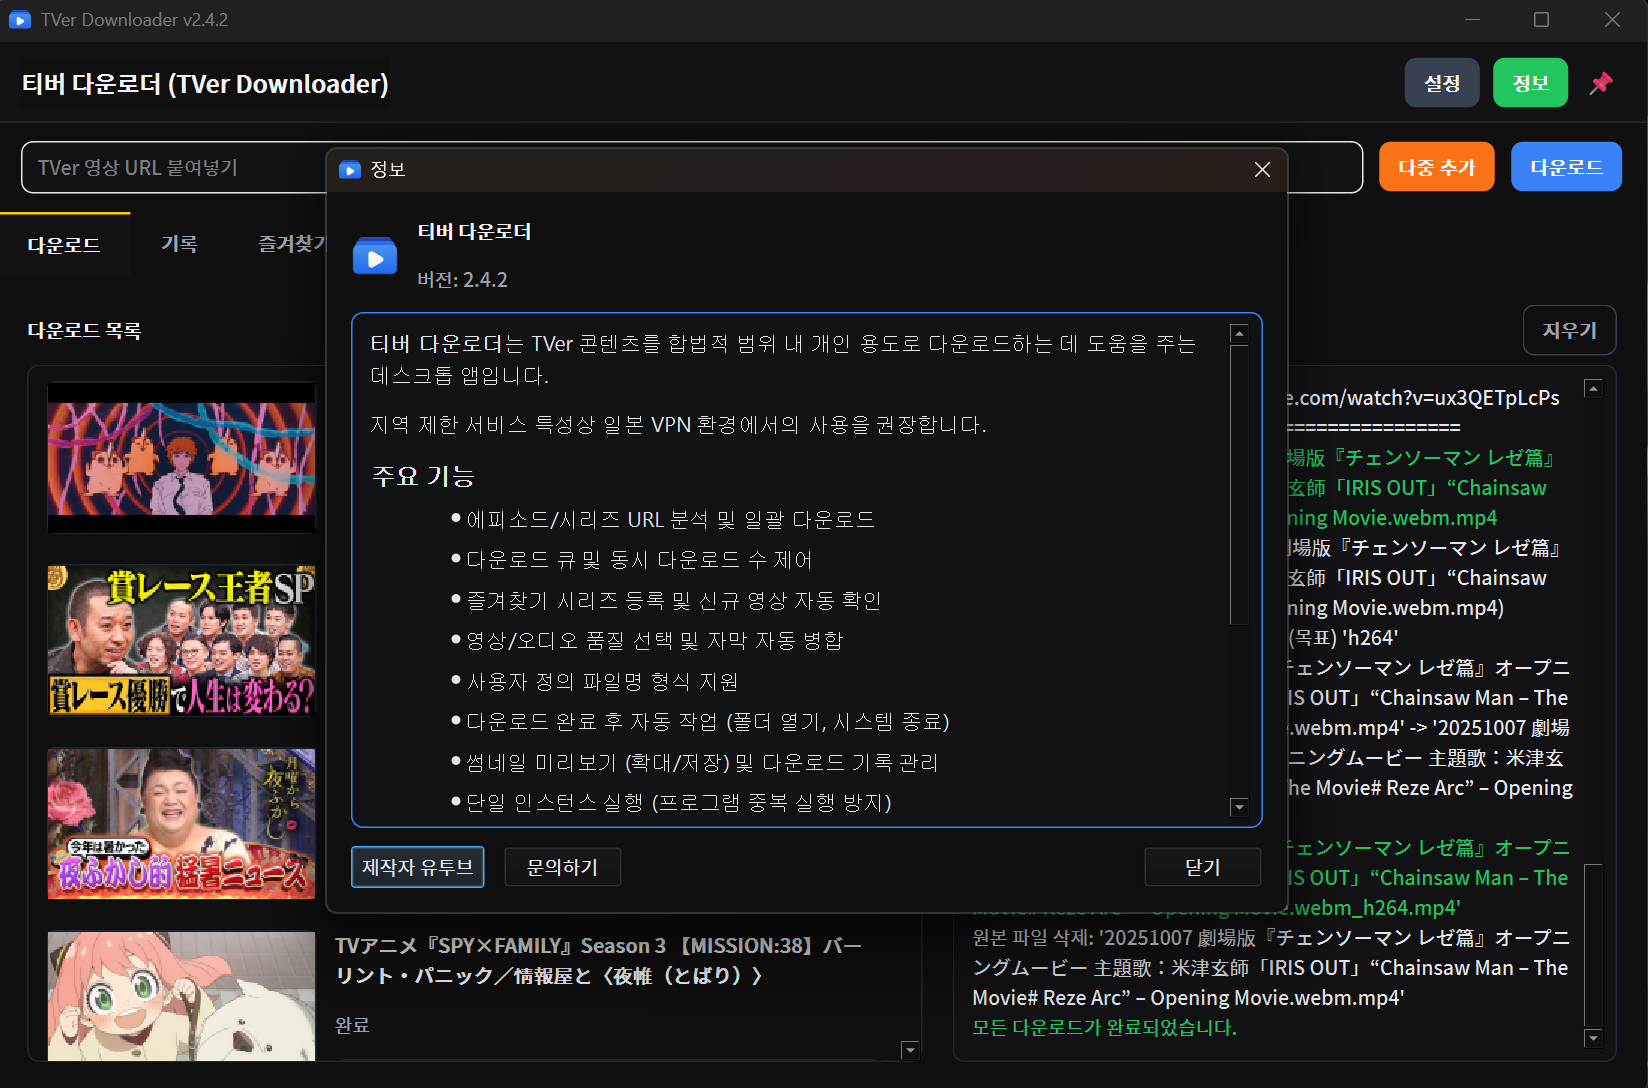 TVer Downloader v2.4.2
티버 다운로더 (TVer Downloader)
설정
정보
TVer 영상 URL 붙여넣기
다중 추가
다운로드
다운로드
기록
즐겨찾기
다운로드 목록
지우기
정보
티버 다운로더
버전: 2.4.2
티버 다운로더는 TVer 콘텐츠를 합법적 범위 내 개인 용도로 다운로드하는 데 도움을 주는
데스크톱 앱입니다.
지역 제한 서비스 특성상 일본 VPN 환경에서의 사용을 권장합니다.
주요 기능
• 에피소드/시리즈 URL 분석 및 일괄 다운로드
• 다운로드 큐 및 동시 다운로드 수 제어
• 즐겨찾기 시리즈 등록 및 신규 영상 자동 확인
• 영상/오디오 품질 선택 및 자막 자동 병합
• 사용자 정의 파일명 형식 지원
• 다운로드 완료 후 자동 작업 (폴더 열기, 시스템 종료)
• 썸네일 미리보기 (확대/저장) 및 다운로드 기록 관리
• 단일 인스턴스 실행 (프로그램 중복 실행 방지)
제작자 유튜브
문의하기
닫기
賞レース王者SP
賞レース優勝で人生は変わる?
月曜から夜ふかし
今年は暑かった
夜ふかし的 猛暑ニュース
TVアニメ『SPY×FAMILY』Season 3 【MISSION:38】バー
リント・パニック／情報屋と〈夜帷（とばり）〉
완료
e.com/watch?v=ux3QETpLcPs
================
場版『チェンソーマン レゼ篇』
玄師「IRIS OUT」“Chainsaw
ning Movie.webm.mp4
場版『チェンソーマン レゼ篇』
玄師「IRIS OUT」“Chainsaw
ning Movie.webm.mp4)
(목표) 'h264'
チェンソーマン レゼ篇』オープニ
IS OUT」“Chainsaw Man – The
.webm.mp4' -> '20251007 劇場
ニングムービー 主題歌：米津玄
he Movie# Reze Arc” – Opening
チェンソーマン レゼ篇』オープニ
IS OUT」“Chainsaw Man – The
Movie# Reze Arc” – Opening Movie.webm_h264.mp4'
원본 파일 삭제: '20251007 劇場版『チェンソーマン レゼ篇』オープニ
ングムービー 主題歌：米津玄師「IRIS OUT」“Chainsaw Man – The
Movie# Reze Arc” – Opening Movie.webm.mp4'
모든 다운로드가 완료되었습니다.